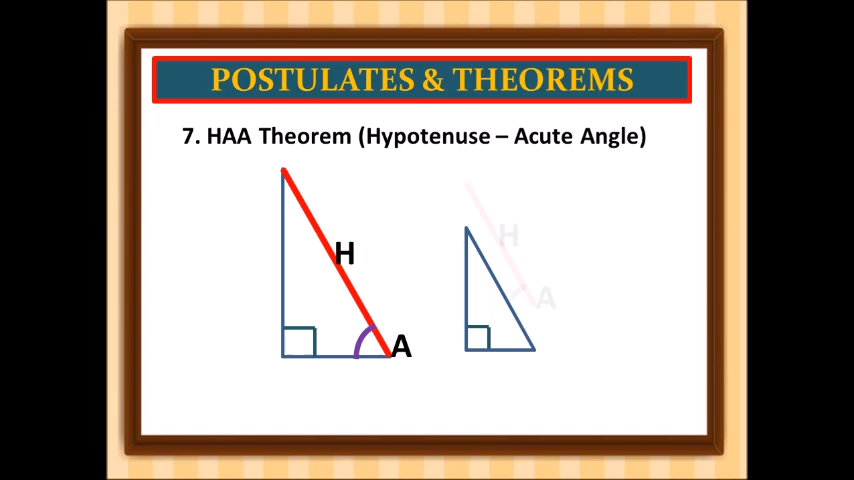 POSTULATES & THEOREMS
7. HAA Theorem (Hypotenuse – Acute Angle)
H
A
H
A